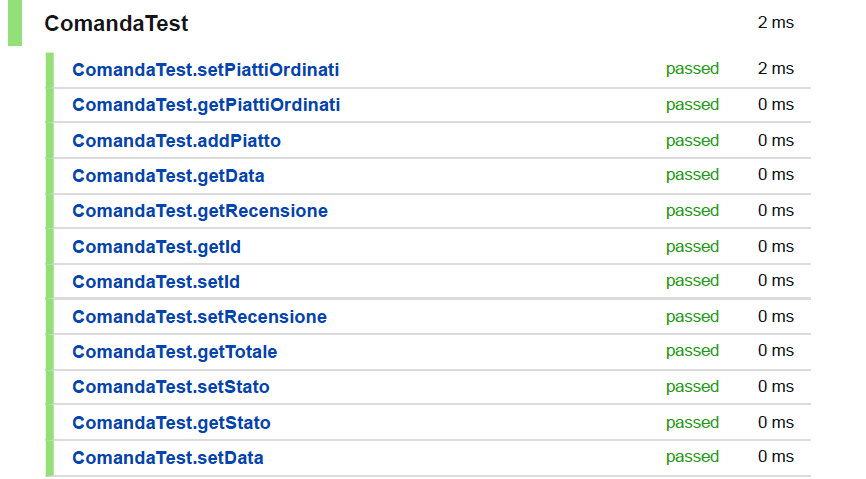 ComandaTest 2 ms
ComandaTest.setPiattiOrdinati passed 2 ms
ComandaTest.getPiattiOrdinati passed 0 ms
ComandaTest.addPiatto passed 0 ms
ComandaTest.getData passed 0 ms
ComandaTest.getRecensione passed 0 ms
ComandaTest.getId passed 0 ms
ComandaTest.setId passed 0 ms
ComandaTest.setRecensione passed 0 ms
ComandaTest.getTotale passed 0 ms
ComandaTest.setStato passed 0 ms
ComandaTest.getStato passed 0 ms
ComandaTest.setData passed 0 ms